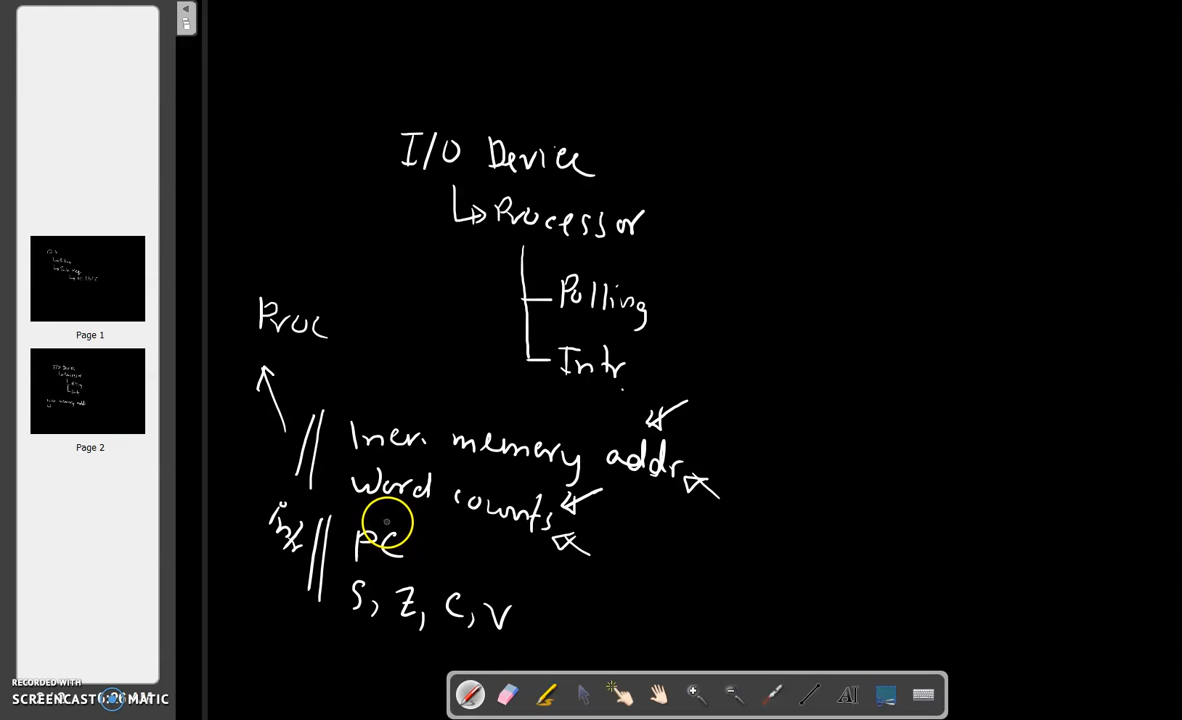 I/O Device
Processor
Polling
Intr.
Proc
Incr. memory addr
word counts
intr
PC
S, Z, C, V
Page 1
Page 2
RECORDED WITH
SCREENCAST-O-MATIC